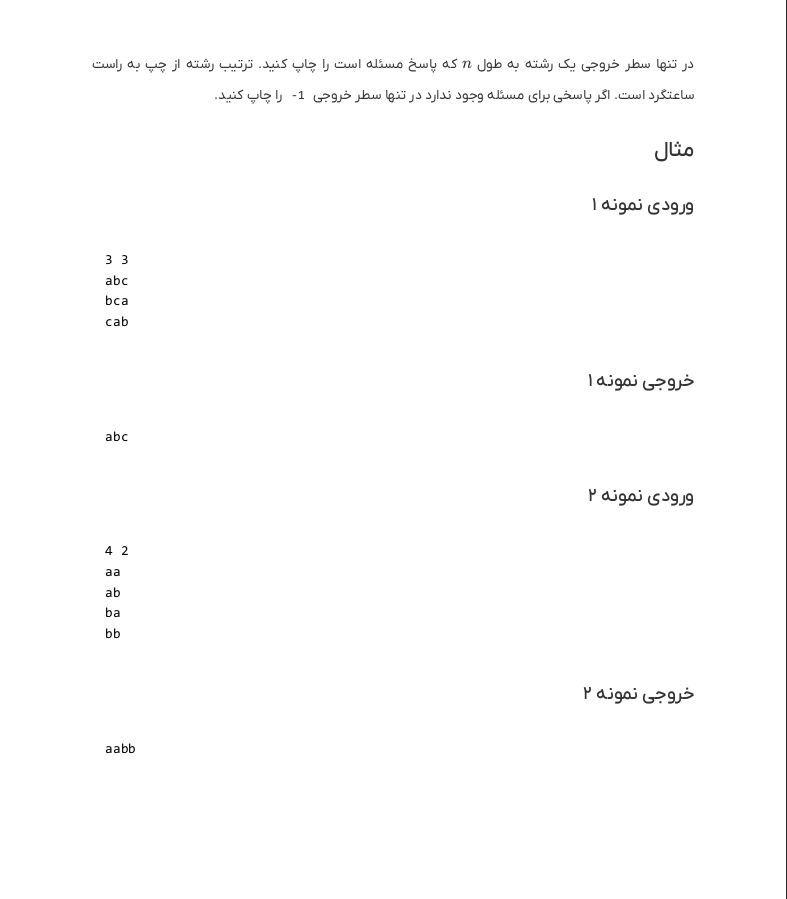 در تنها سطر خروجی یک رشته به طول n که پاسخ مسئله است را چاپ کنید. ترتیب رشته از چپ به راست
ساعتگرد است. اگر پاسخی برای مسئله وجود ندارد در تنها سطر خروجی -1 را چاپ کنید.
مثال
ورودی نمونه ۱
3 3
abc
bca
cab
خروجی نمونه ۱
abc
ورودی نمونه ۲
4 2
aa
ab
ba
bb
خروجی نمونه ۲
aabb